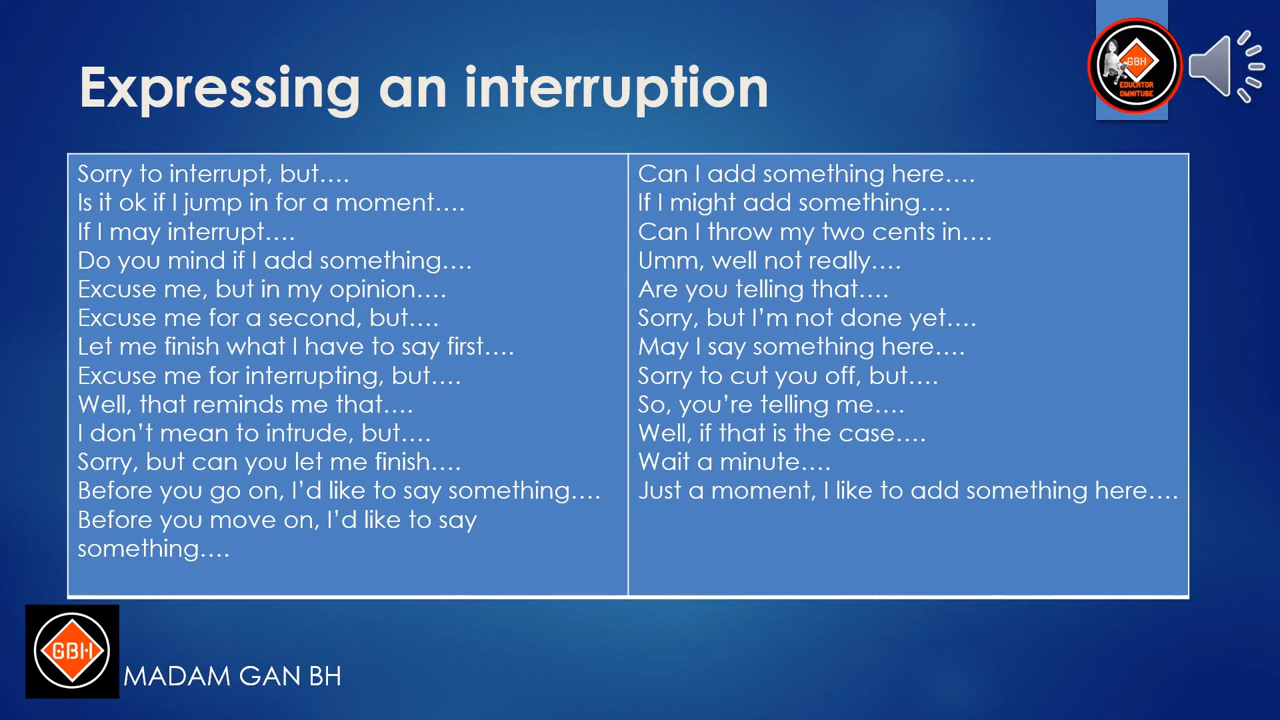 Expressing an interruption
GBH
EDUCATOR
OMNITUBE
Sorry to interrupt, but….
Is it ok if I jump in for a moment….
If I may interrupt….
Do you mind if I add something….
Excuse me, but in my opinion….
Excuse me for a second, but….
Let me finish what I have to say first….
Excuse me for interrupting, but….
Well, that reminds me that….
I don’t mean to intrude, but….
Sorry, but can you let me finish….
Before you go on, I’d like to say something….
Before you move on, I’d like to say
something….
Can I add something here….
If I might add something….
Can I throw my two cents in….
Umm, well not really….
Are you telling that….
Sorry, but I’m not done yet….
May I say something here….
Sorry to cut you off, but….
So, you’re telling me….
Well, if that is the case….
Wait a minute….
Just a moment, I like to add something here….
GBH
MADAM GAN BH